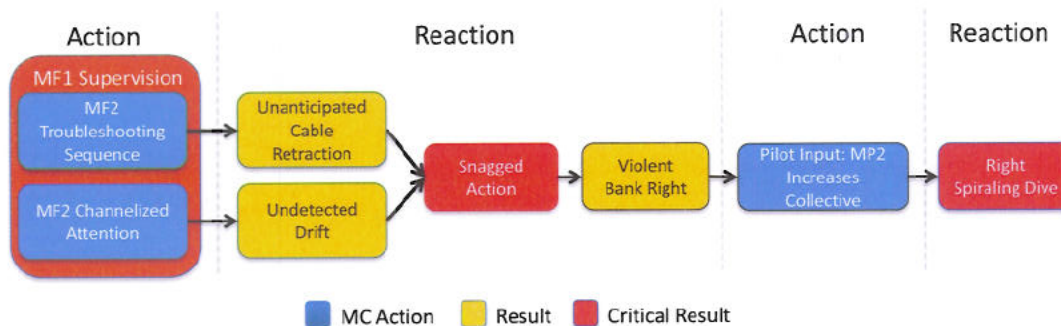 Action
Reaction
Action
Reaction
MF1 Supervision
MF2
Troubleshooting
Sequence
MF2 Channelized
Attention
Unanticipated
Cable
Retraction
Undetected
Drift
Snagged
Action
Violent
Bank Right
Pilot Input: MP2
Increases
Collective
Right
Spiraling Dive
MC Action
Result
Critical Result